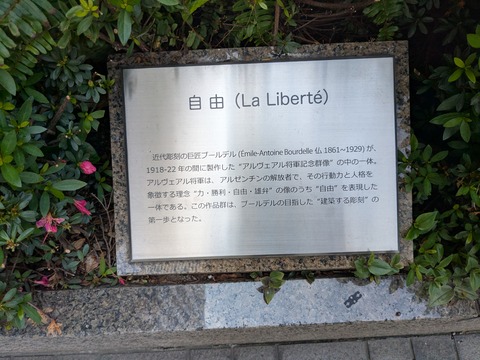 自由 (La Liberté)
近代彫刻の巨匠ブールデル (Emile-Antoine Bourdelle 仏 1861~1929) が、
1918-22 年の間に製作した“アルヴェアル将軍記念群像”の中の一体。
アルヴェアル将軍は、アルゼンチンの解放者で、その行動力と人格を
象徴する理念“力・勝利・自由・雄弁”の像のうち“自由”を表現した
一体である。この作品群は、ブールデルの目指した“建築する彫刻”の
第一歩となった。